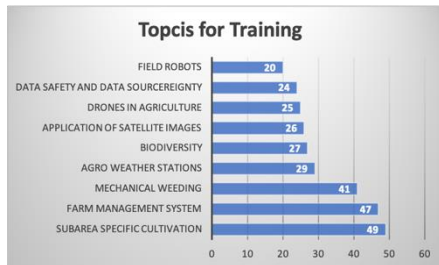 Topcis for Training
FIELD ROBOTS 20
DATA SAFETY AND DATA SOURCEREIGNTY 24
DRONES IN AGRICULTURE 25
APPLICATION OF SATELLITE IMAGES 26
BIODIVERSITY 27
AGRO WEATHER STATIONS 29
MECHANICAL WEEDING 41
FARM MANAGEMENT SYSTEM 47
SUBAREA SPECIFIC CULTIVATION 49
0 10 20 30 40 50 60